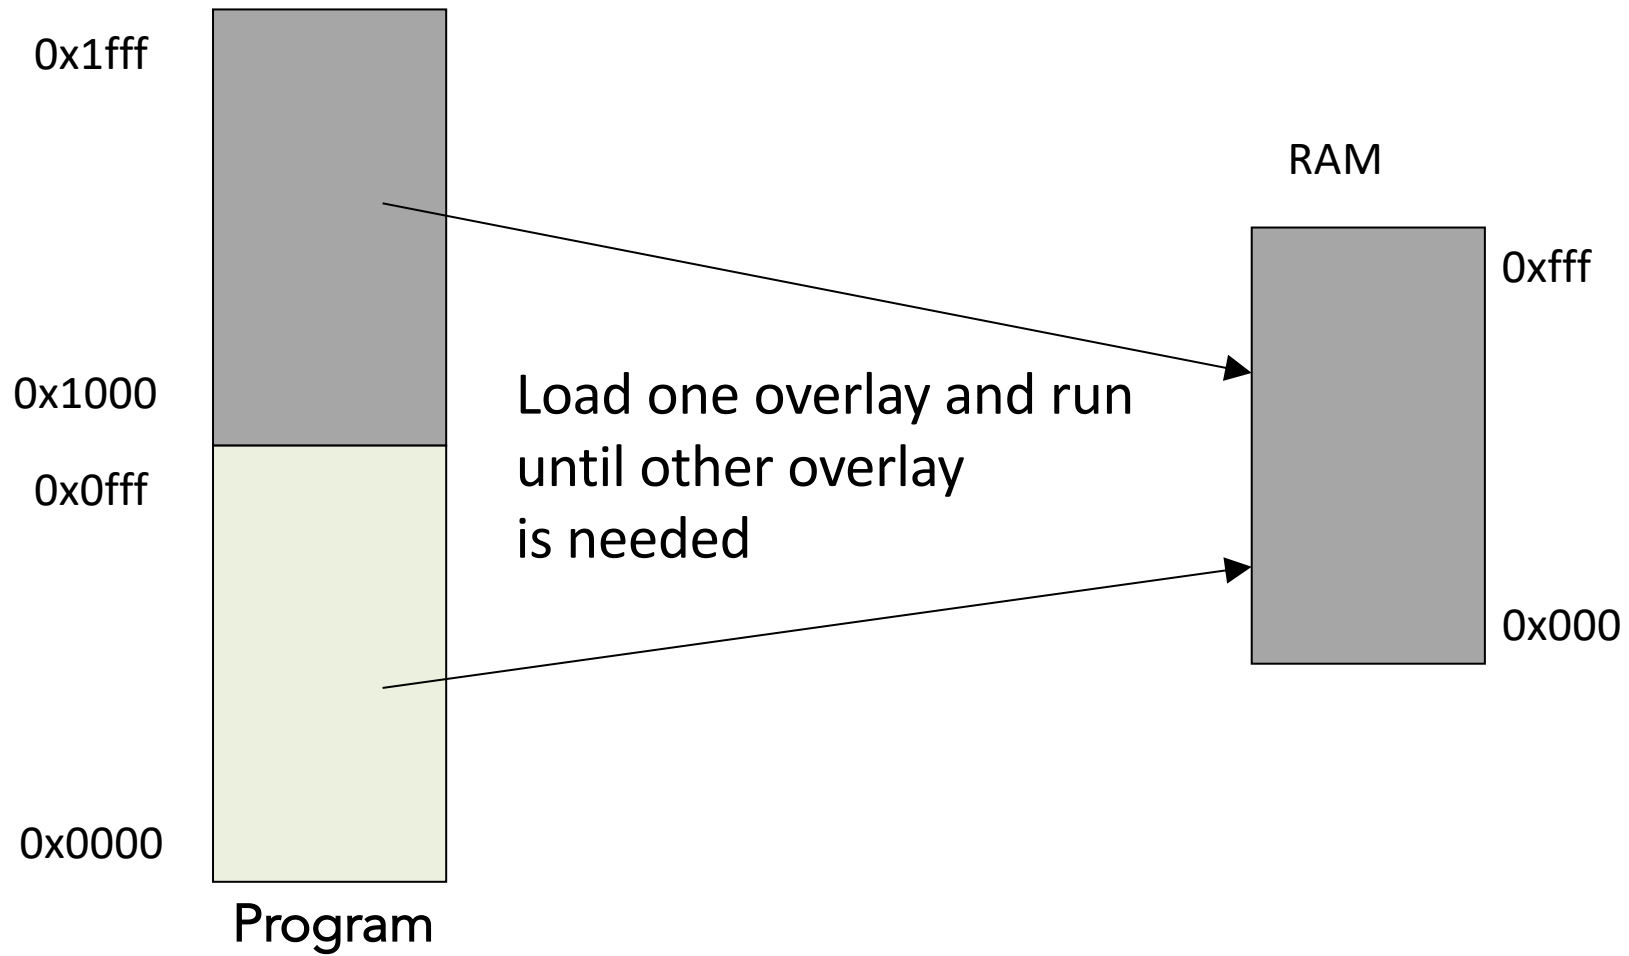 0x1fff
RAM
0xfff
0x1000
Load one overlay and run
until other overlay
is needed
0x0fff
0x000
0x0000
Program